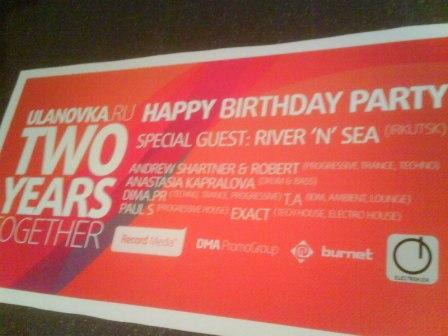 ULANOVKA.RU
TWO
YEARS
TOGETHER
HAPPY BIRTHDAY PARTY
SPECIAL GUEST: RIVER 'N' SEA (IRKUTSK)
ANDREW SHARTNER & ROBERT (PROGRESSIVE TRANCE, TECHNO)
ANASTASIA KAPRALOVA (DRUM & BASS)
DIMA.PR (TECHNO, TRANCE, PROGRESSIVE) T.A (IDM, AMBIENT, LOUNGE)
PAUL S (PROGRESSIVE HOUSE) EXACT (TECH HOUSE, ELECTRO HOUSE)
Record Media DMA PromoGroup burnet